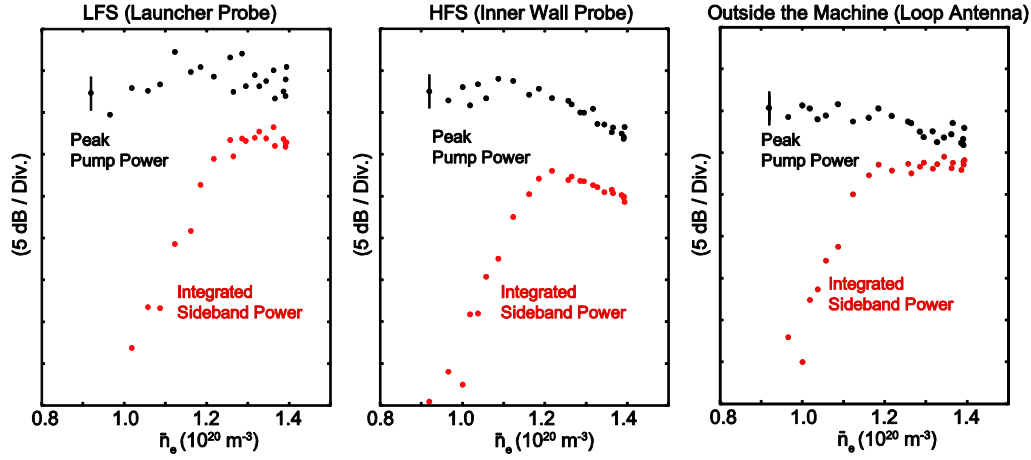 LFS (Launcher Probe)
HFS (Inner Wall Probe)
Outside the Machine (Loop Antenna)
(5 dB / Div.)
Peak
Pump Power
Integrated
Sideband Power
0.8 1.0 1.2 1.4
n̄e (10²⁰ m⁻³)
(5 dB / Div.)
Peak
Pump Power
Integrated
Sideband Power
0.8 1.0 1.2 1.4
n̄e (10²⁰ m⁻³)
(5 dB / Div.)
Peak
Pump Power
Integrated
Sideband Power
0.8 1.0 1.2 1.4
n̄e (10²⁰ m⁻³)